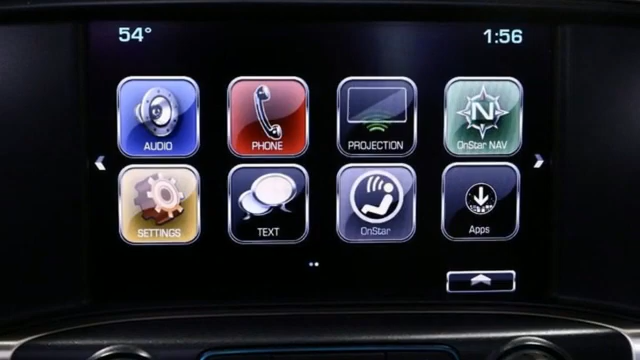 54° 1:56
AUDIO PHONE PROJECTION OnStar NAV
N
SETTINGS TEXT OnStar Apps